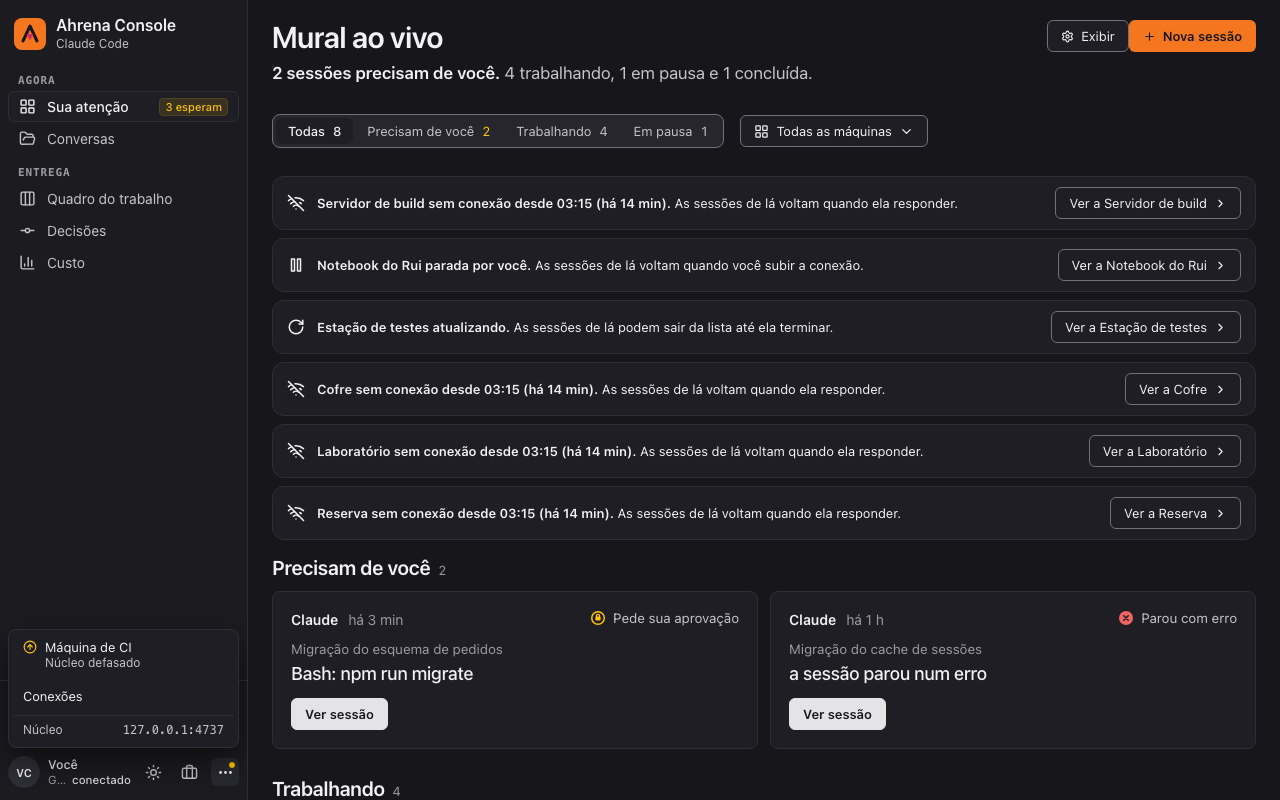 Ahrena Console
Claude Code
AGORA
Sua atenção 3 esperam
Conversas
ENTREGA
Quadro do trabalho
Decisões
Custo
Máquina de CI
Núcleo defasado
Conexões
Núcleo 127.0.0.1:4737
VC Você
G... conectado
Mural ao vivo
Exibir
Nova sessão
2 sessões precisam de você. 4 trabalhando, 1 em pausa e 1 concluída.
Todas 8 Precisam de você 2 Trabalhando 4 Em pausa 1
Todas as máquinas
Servidor de build sem conexão desde 03:15 (há 14 min). As sessões de lá voltam quando ela responder. Ver a Servidor de build
Notebook do Rui parada por você. As sessões de lá voltam quando você subir a conexão. Ver a Notebook do Rui
Estação de testes atualizando. As sessões de lá podem sair da lista até ela terminar. Ver a Estação de testes
Cofre sem conexão desde 03:15 (há 14 min). As sessões de lá voltam quando ela responder. Ver a Cofre
Laboratório sem conexão desde 03:15 (há 14 min). As sessões de lá voltam quando ela responder. Ver a Laboratório
Reserva sem conexão desde 03:15 (há 14 min). As sessões de lá voltam quando ela responder. Ver a Reserva
Precisam de você 2
Claude há 3 min Pede sua aprovação
Migração do esquema de pedidos
Bash: npm run migrate
Ver sessão
Claude há 1 h Parou com erro
Migração do cache de sessões
a sessão parou num erro
Ver sessão
Trabalhando 4